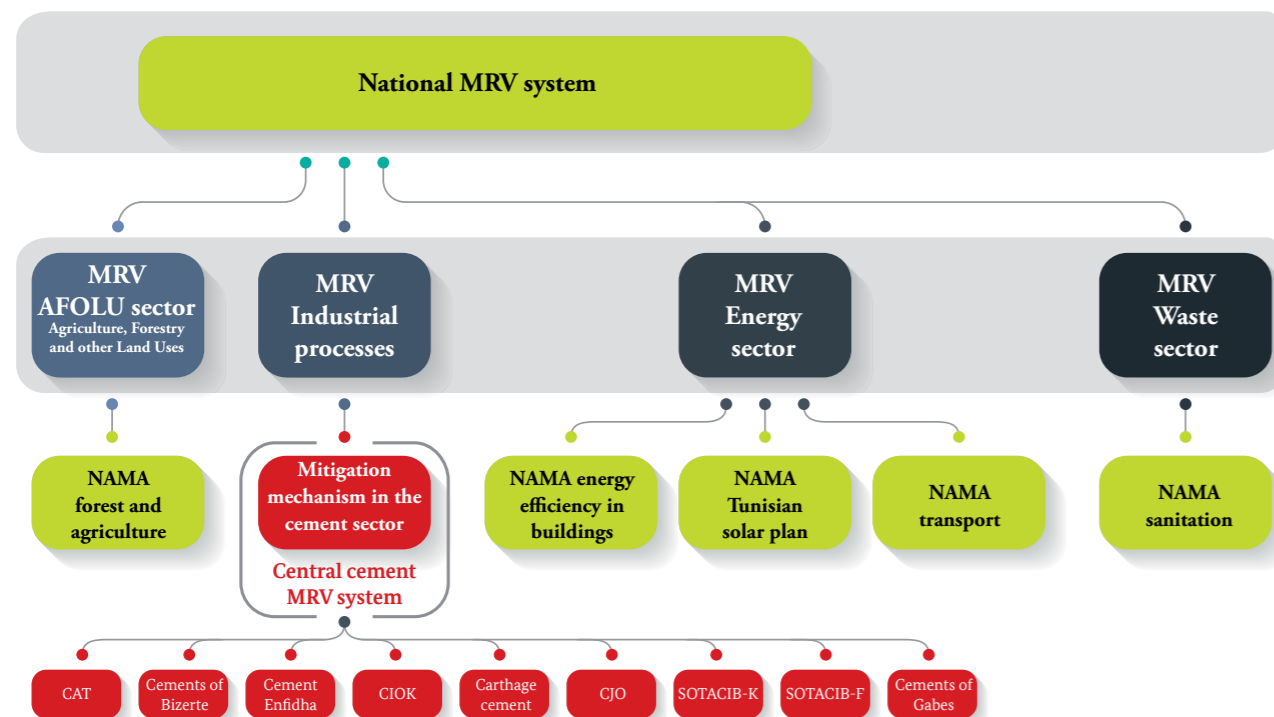 National MRV system
MRV
AFOLU sector
Agriculture, Forestry
and other Land Uses
MRV
Industrial
processes
MRV
Energy
sector
MRV
Waste
sector
NAMA
forest and
agriculture
Mitigation
mechanism in the
cement sector
Central cement
MRV system
NAMA energy
efficiency in
buildings
NAMA
Tunisian
solar plan
NAMA
transport
NAMA
sanitation
CAT
Cements of
Bizerte
Cement
Enfidha
CIOK
Carthage
cement
CJO
SOTACIB-K
SOTACIB-F
Cements of
Gabes